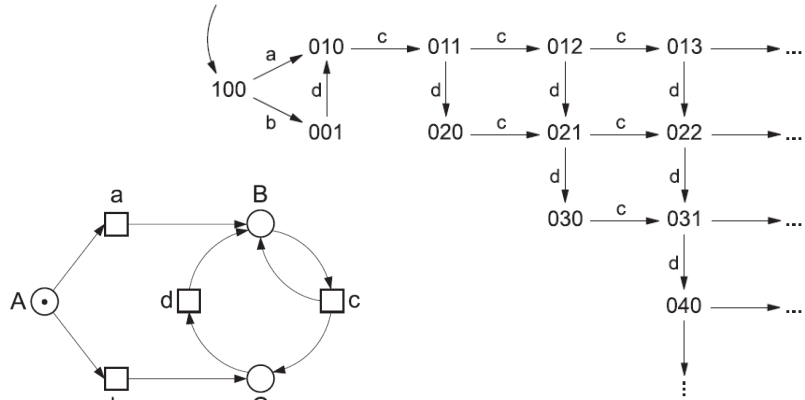 c c c
010 011 012 013 ...
a
100 d d d d
b c c
001 020 021 022 ...
d d
a B c
030 031 ...
d
A d c
040 ...
...